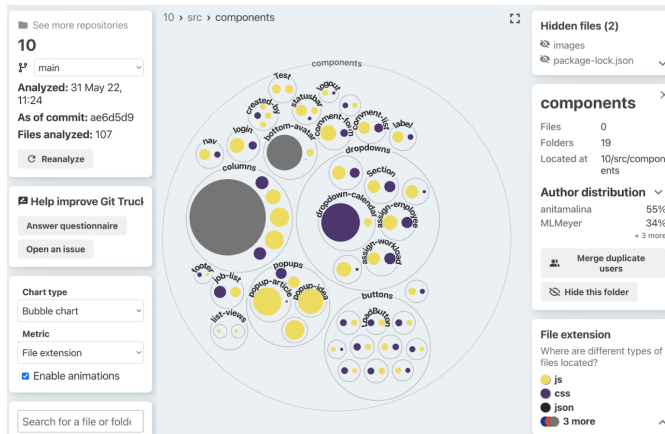 See more repositories
10
main
Analyzed: 31 May 22,
11:24
As of commit: ae6d5d9
Files analyzed: 107
Reanalyze
Help improve Git Truck
Answer questionnaire
Open an issue
Chart type
Bubble chart
Metric
File extension
Enable animations
Search for a file or folde
10 › src › components
components
Test
logout
created-by
statusbar
nav
login
bottom-avatar
comment-form
comment-list
label
columns
dropdowns
Section
dropdown-calendar
assign-employee
assign-workload
footer
job-list
popups
popup-article
popup-idea
list-views
buttons
loadButton
Hidden files (2)
images
package-lock.json
components
Files 0
Folders 19
Located at 10/src/compon
ents
Author distribution
anitamalina 55%
MLMeyer 34%
+ 3 more
Merge duplicate
users
Hide this folder
File extension
Where are different types of
files located?
js
css
json
3 more